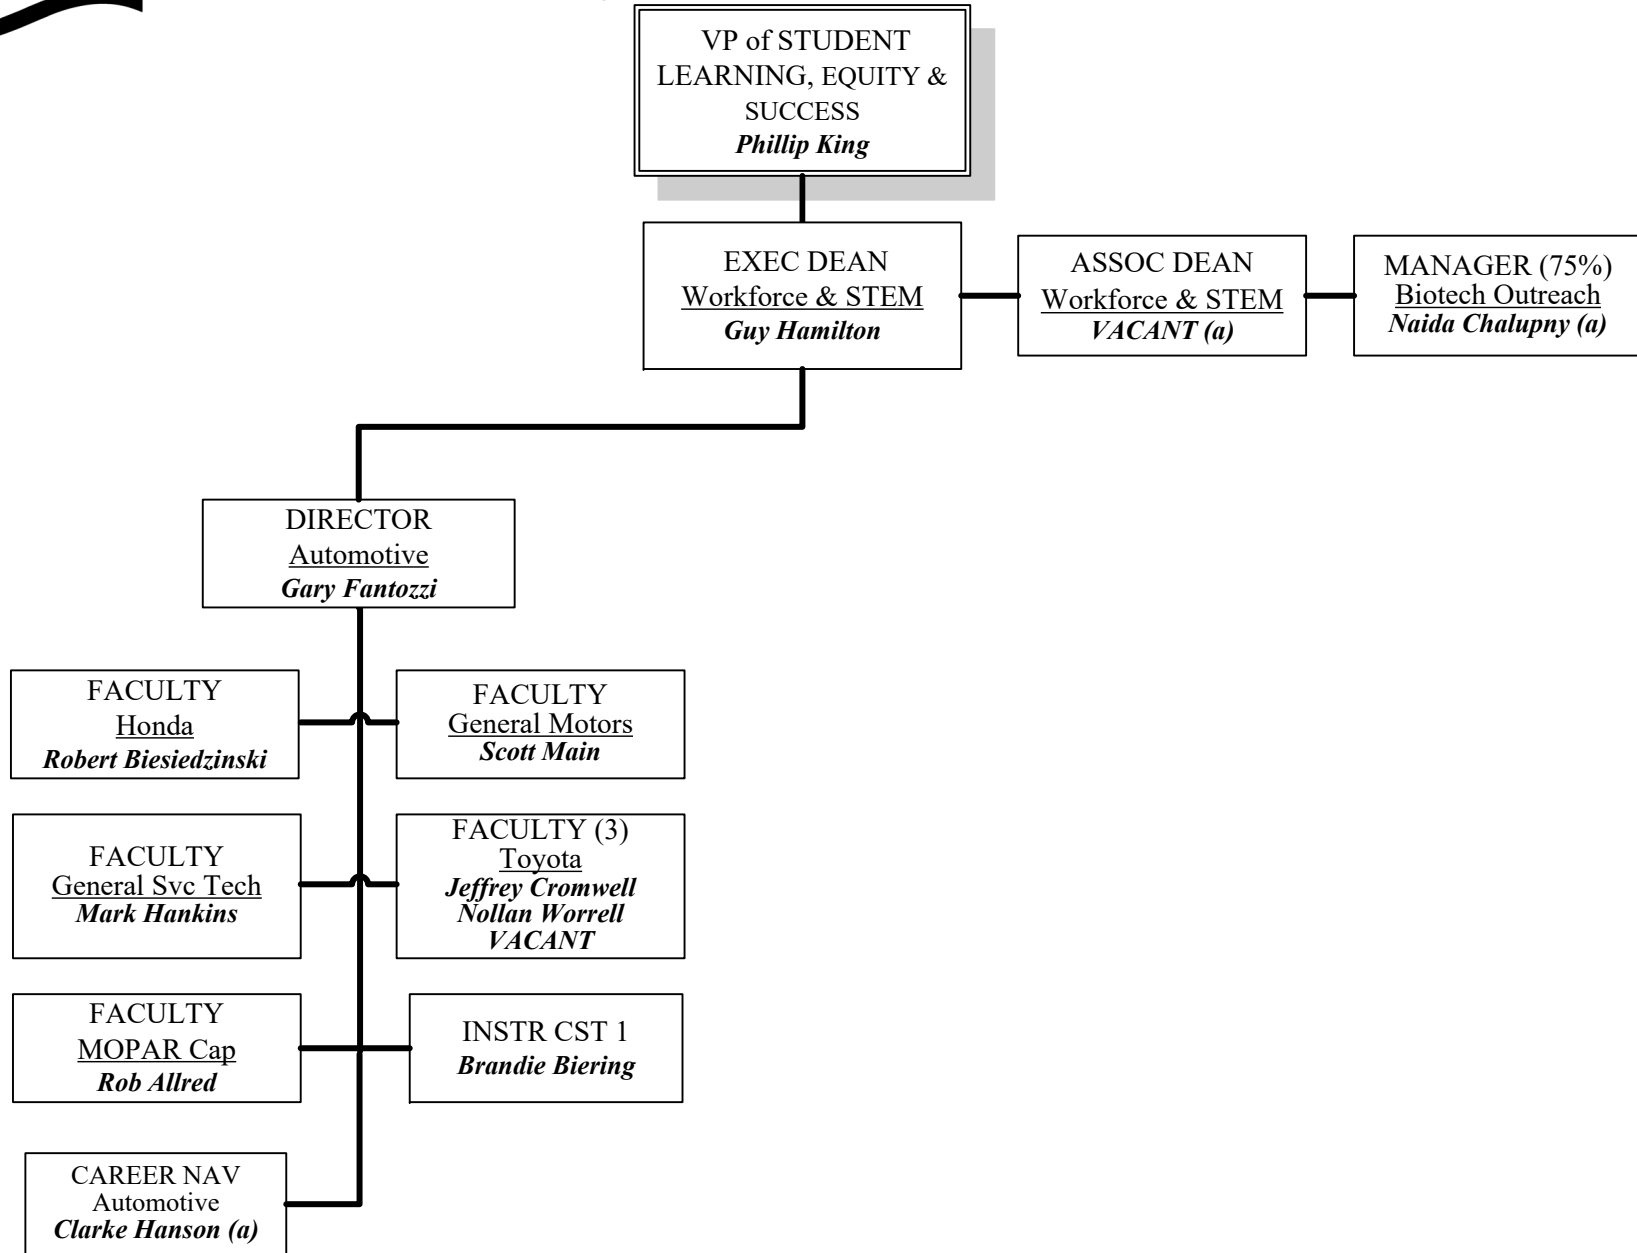 VP of STUDENT
LEARNING, EQUITY &
SUCCESS
Phillip King
EXEC DEAN
Workforce & STEM
Guy Hamilton
ASSOC DEAN
Workforce & STEM
VACANT (a)
MANAGER (75%)
Biotech Outreach
Naida Chalupny (a)
DIRECTOR
Automotive
Gary Fantozzi
FACULTY
Honda
Robert Biesiedzinski
FACULTY
General Motors
Scott Main
FACULTY
General Svc Tech
Mark Hankins
FACULTY (3)
Toyota
Jeffrey Cromwell
Nollan Worrell
VACANT
FACULTY
MOPAR Cap
Rob Allred
INSTR CST 1
Brandie Biering
CAREER NAV
Automotive
Clarke Hanson (a)